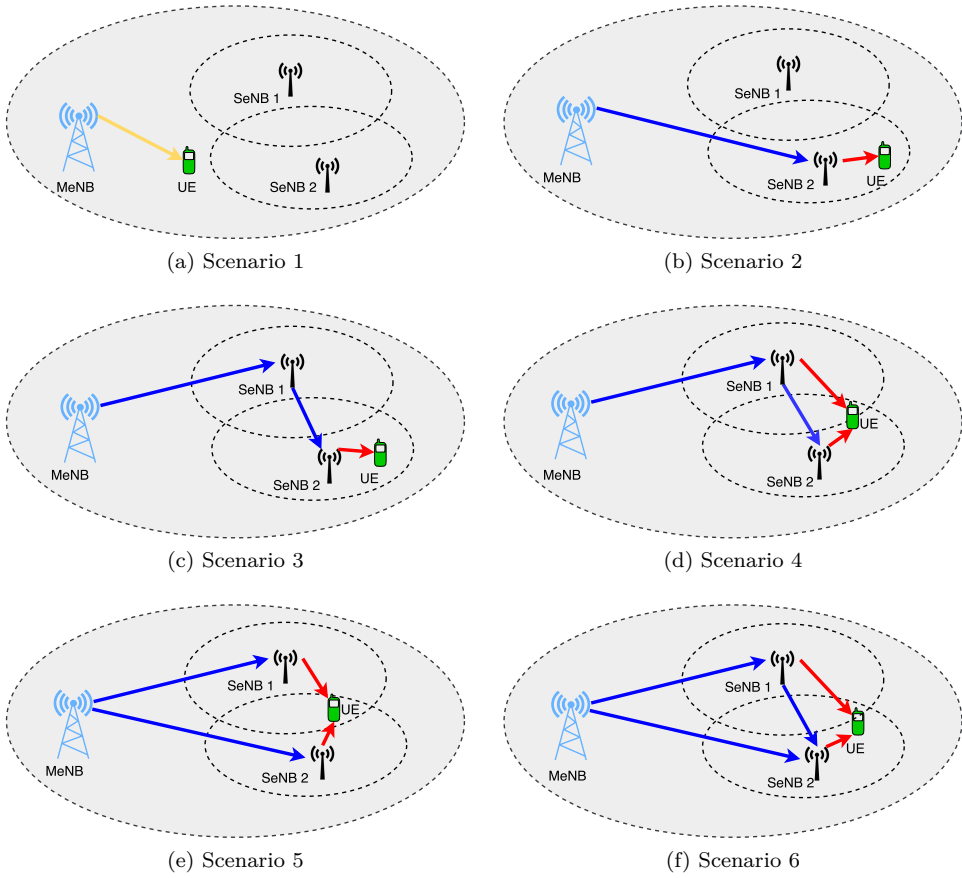 SeNB 1
MeNB
UE
SeNB 2
(a) Scenario 1
SeNB 1
MeNB
SeNB 2
UE
(b) Scenario 2
SeNB 1
MeNB
SeNB 2
UE
(c) Scenario 3
SeNB 1
UE
MeNB
SeNB 2
(d) Scenario 4
SeNB 1
UE
MeNB
SeNB 2
(e) Scenario 5
SeNB 1
UE
MeNB
SeNB 2
(f) Scenario 6